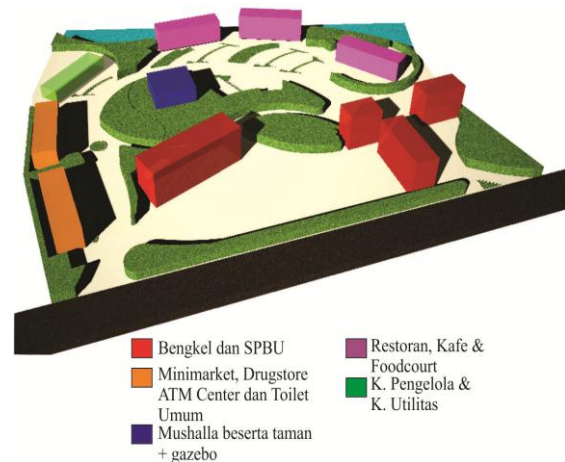 Bengkel dan SPBU
Minimarket, Drugstore
ATM Center dan Toilet
Umum
Mushalla beserta taman
+ gazebo
Restoran, Kafe &
Foodcourt
K. Pengelola &
K. Utilitas